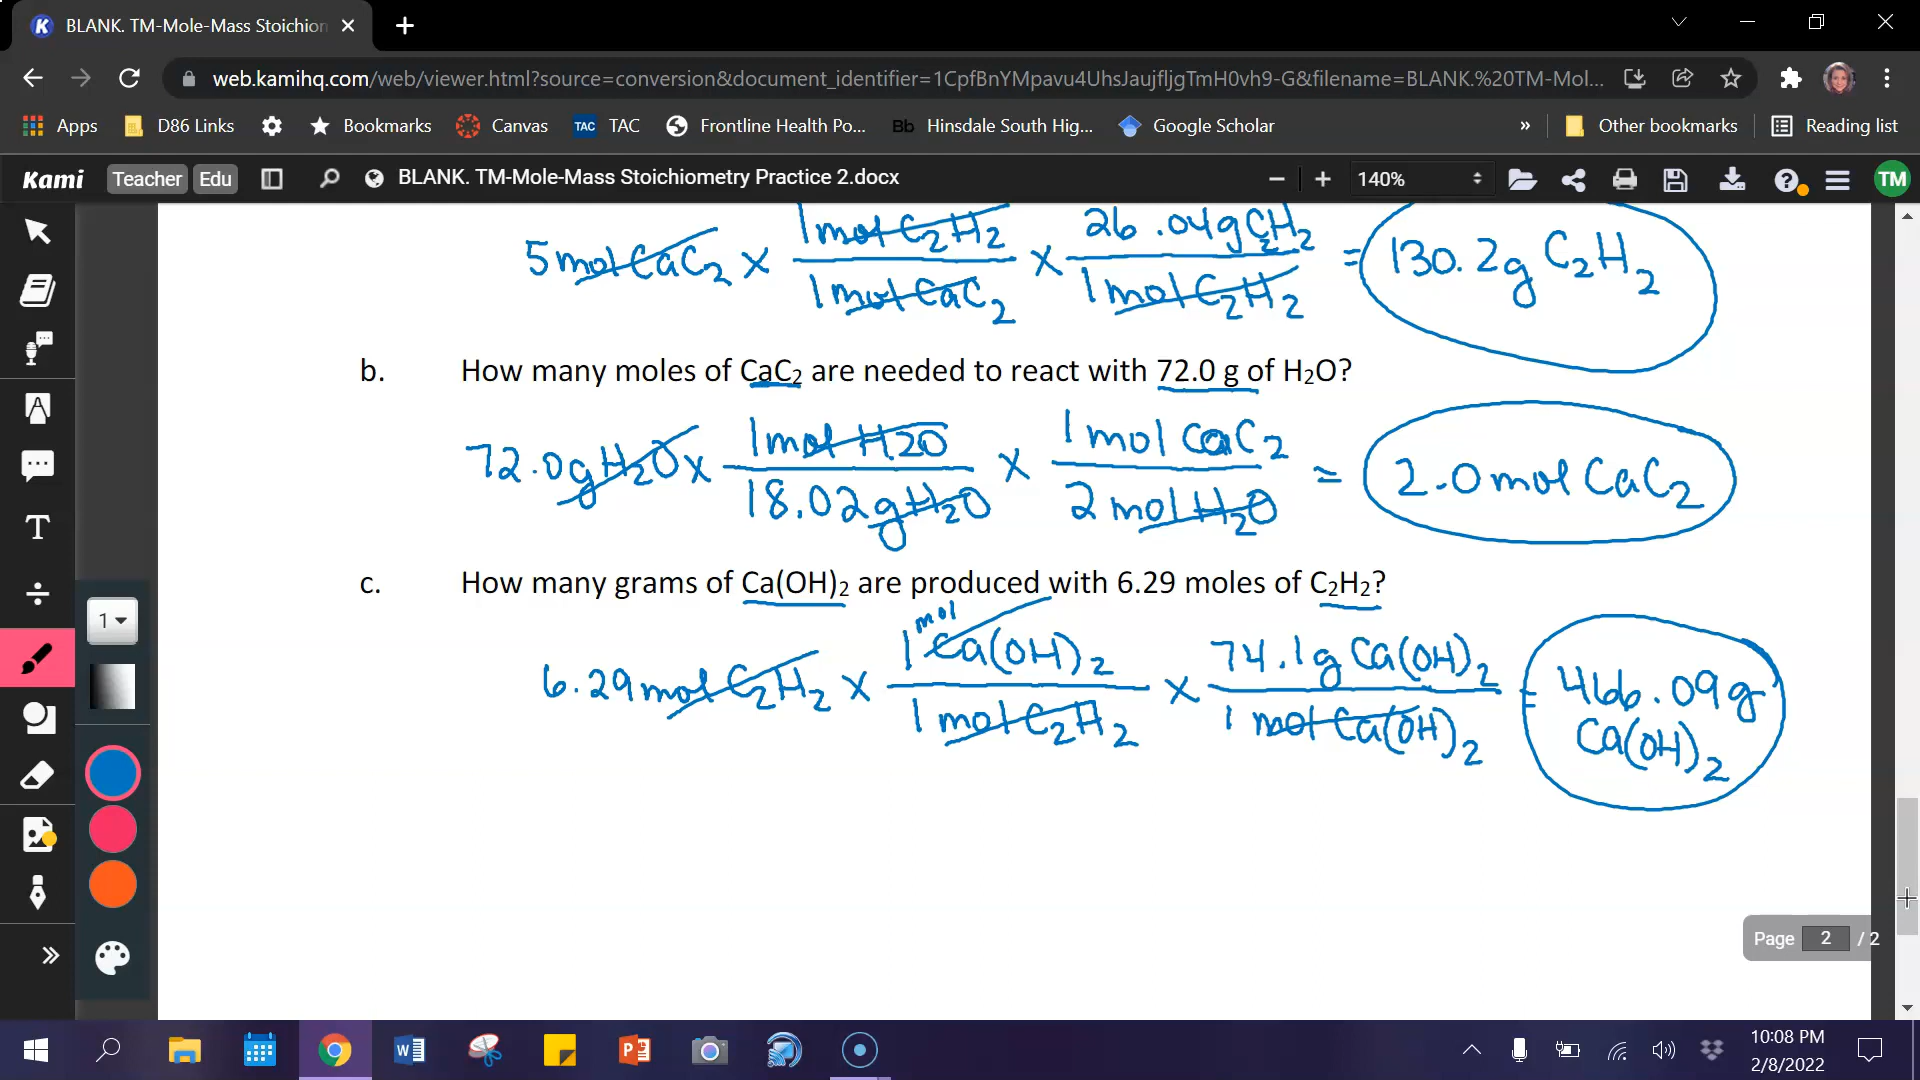 BLANK. TM-Mole-Mass Stoichion
web.kamihq.com/web/viewer.html?source=conversion&document_identifier=1CpfBnYMpavu4UhsJaujfljgTmH0vh9-G&filename=BLANK.%20TM-Mol...
Apps D86 Links Bookmarks Canvas TAC TAC Frontline Health Po... Bb Hinsdale South Hig... Google Scholar » Other bookmarks Reading list
Kami Teacher Edu BLANK. TM-Mole-Mass Stoichiometry Practice 2.docx − + 140% TM
5 mol CaC₂ x 1 mol C₂H₂ / 1 mol CaC₂ x 26.04 g C₂H₂ / 1 mol C₂H₂ = 130.2 g C₂H₂
b. How many moles of CaC₂ are needed to react with 72.0 g of H₂O?
72.0 g H₂O x 1 mol H2O / 18.02 g H₂O x 1 mol CaC₂ / 2 mol H₂O = 2.0 mol CaC₂
c. How many grams of Ca(OH)₂ are produced with 6.29 moles of C₂H₂?
6.29 mol C₂H₂ x 1 mol Ca(OH)₂ / 1 mol C₂H₂ x 74.1 g Ca(OH)₂ / 1 mol Ca(OH)₂ = 466.09 g Ca(OH)₂
1
T
Page 2 / 2
10:08 PM
2/8/2022